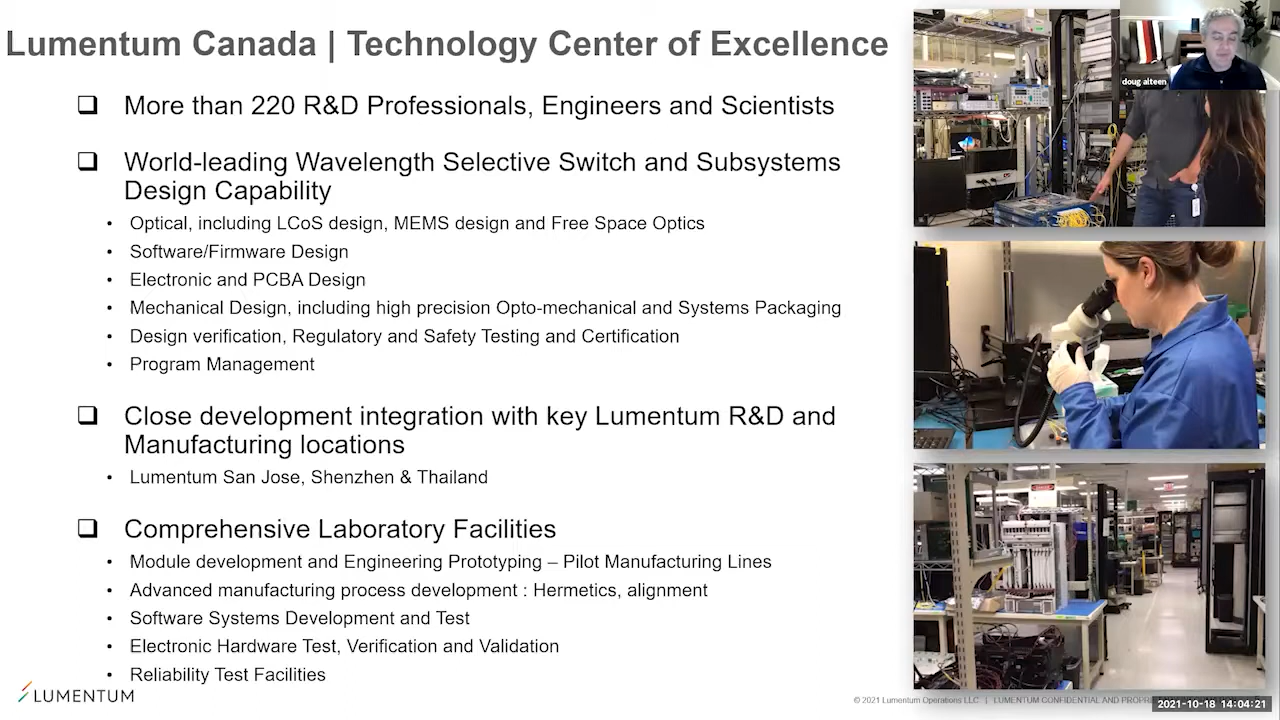 Lumentum Canada | Technology Center of Excellence
doug alteen
❑ More than 220 R&D Professionals, Engineers and Scientists
❑ World-leading Wavelength Selective Switch and Subsystems
Design Capability
• Optical, including LCoS design, MEMS design and Free Space Optics
• Software/Firmware Design
• Electronic and PCBA Design
• Mechanical Design, including high precision Opto-mechanical and Systems Packaging
• Design verification, Regulatory and Safety Testing and Certification
• Program Management
❑ Close development integration with key Lumentum R&D and
Manufacturing locations
• Lumentum San Jose, Shenzhen & Thailand
❑ Comprehensive Laboratory Facilities
• Module development and Engineering Prototyping – Pilot Manufacturing Lines
• Advanced manufacturing process development : Hermetics, alignment
• Software Systems Development and Test
• Electronic Hardware Test, Verification and Validation
• Reliability Test Facilities
LUMENTUM
© 2021 Lumentum Operations LLC | LUMENTUM CONFIDENTIAL AND
2021-10-18 14:04:21